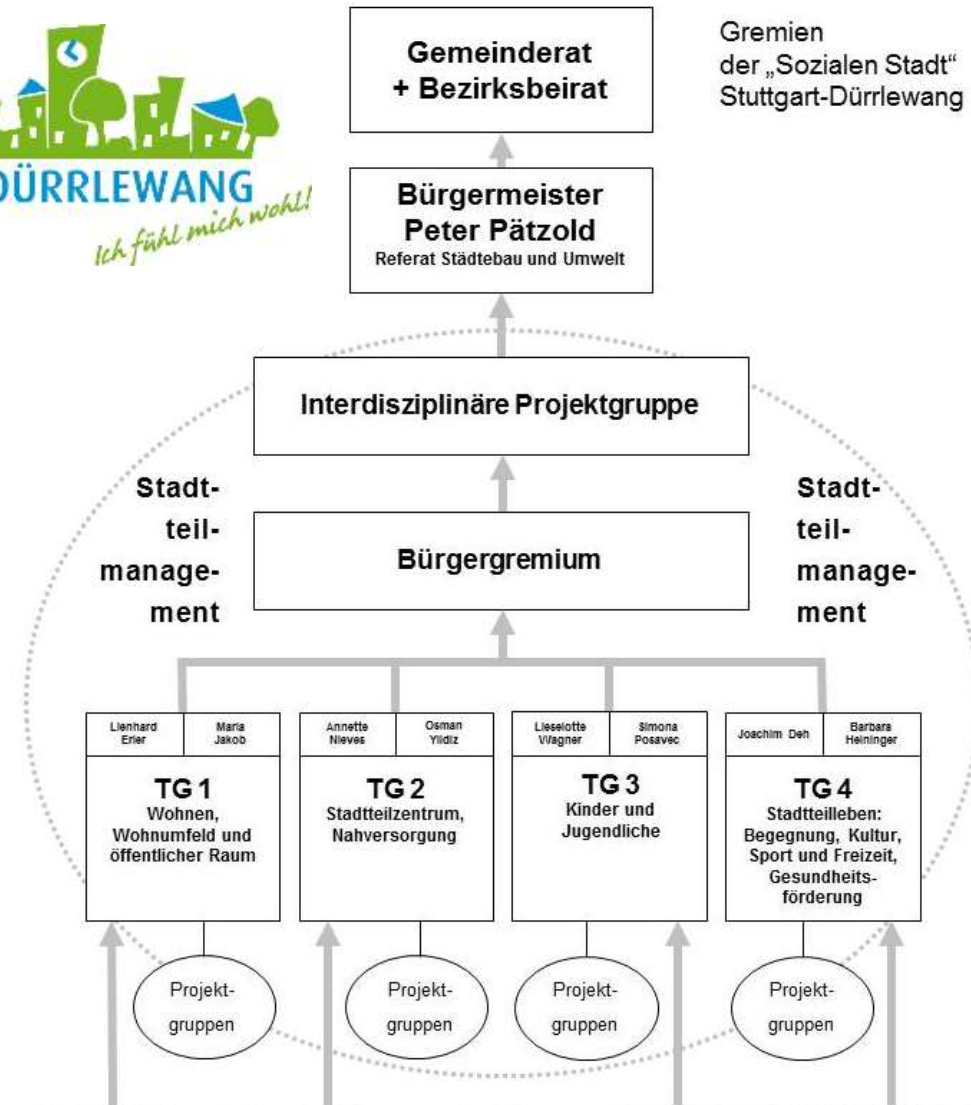 DÜRRLEWANG
Ich fühl mich wohl!
Gremien
der „Sozialen Stadt“
Stuttgart-Dürrlewang
Gemeinderat
+ Bezirksbeirat
Bürgermeister
Peter Pätzold
Referat Städtebau und Umwelt
Interdisziplinäre Projektgruppe
Stadt-
teil-
manage-
ment
Stadt-
teil-
manage-
ment
Bürgergremium
Lienhard
Erler
Maria
Jakob
TG 1
Wohnen,
Wohnumfeld und
öffentlicher Raum
Annette
Nieves
Osman
Yildiz
TG 2
Stadtteilzentrum,
Nahversorgung
Lieselotte
Wagner
Simona
Posavec
TG 3
Kinder und
Jugendliche
Joachim Deh
Barbara
Heininger
TG 4
Stadtteilleben:
Begegnung, Kultur,
Sport und Freizeit,
Gesundheits-
förderung
Projekt-
gruppen
Projekt-
gruppen
Projekt-
gruppen
Projekt-
gruppen